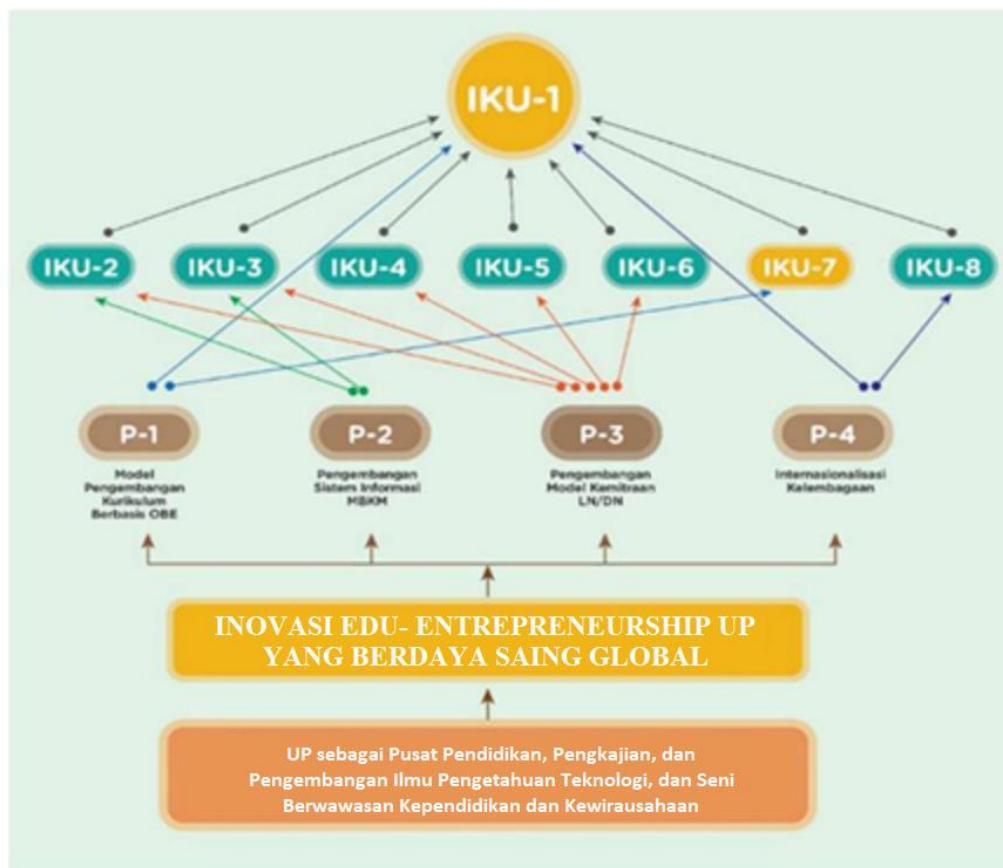 IKU-1
IKU-2
IKU-3
IKU-4
IKU-5
IKU-6
IKU-7
IKU-8
P-1
Model
Pengembangan
Kurikulum
Berbasis OBE
P-2
Pengembangan
Sistem Informasi
MBKM
P-3
Pengembangan
Model Kemitraan
LN/DN
P-4
Internasionalisasi
Kelembagaan
INOVASI EDU- ENTREPRENEURSHIP UP
YANG BERDAYA SAING GLOBAL
UP sebagai Pusat Pendidikan, Pengkajian, dan
Pengembangan Ilmu Pengetahuan Teknologi, dan Seni
Berwawasan Kependidikan dan Kewirausahaan